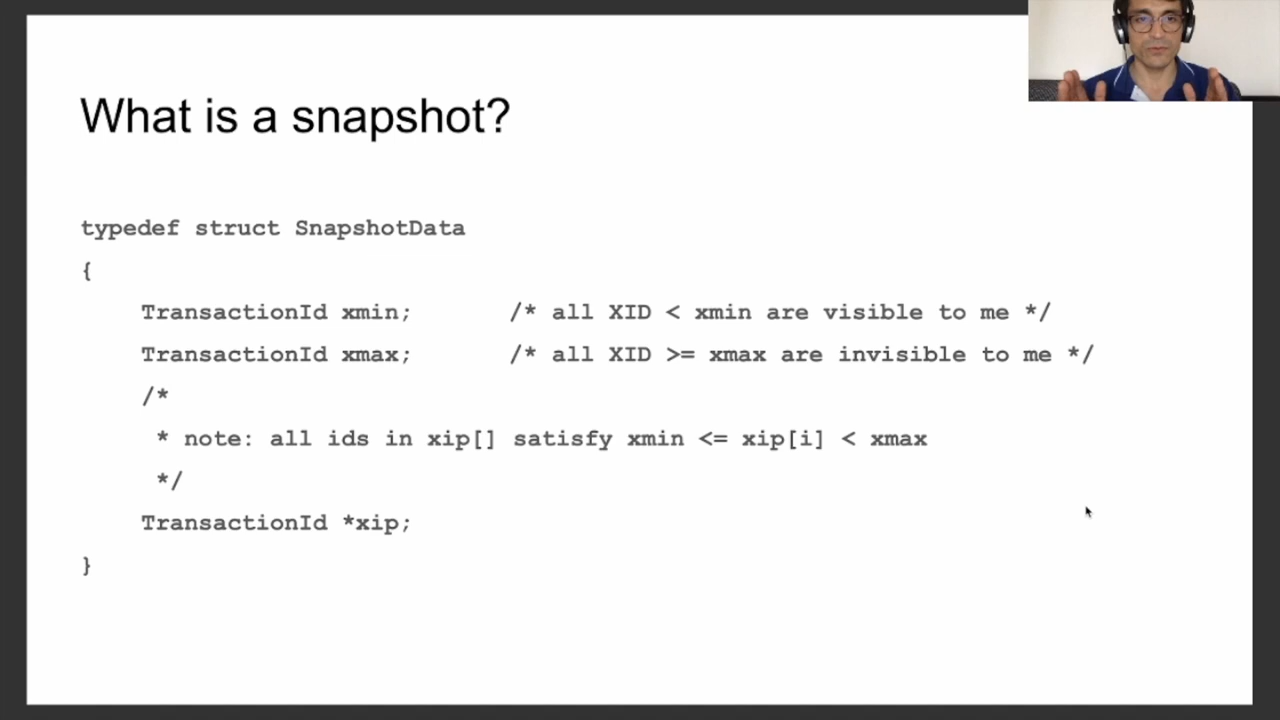 What is a snapshot?
typedef struct SnapshotData
{
TransactionId xmin; /* all XID < xmin are visible to me */
TransactionId xmax; /* all XID >= xmax are invisible to me */
/*
* note: all ids in xip[] satisfy xmin <= xip[i] < xmax
*/
TransactionId *xip;
}